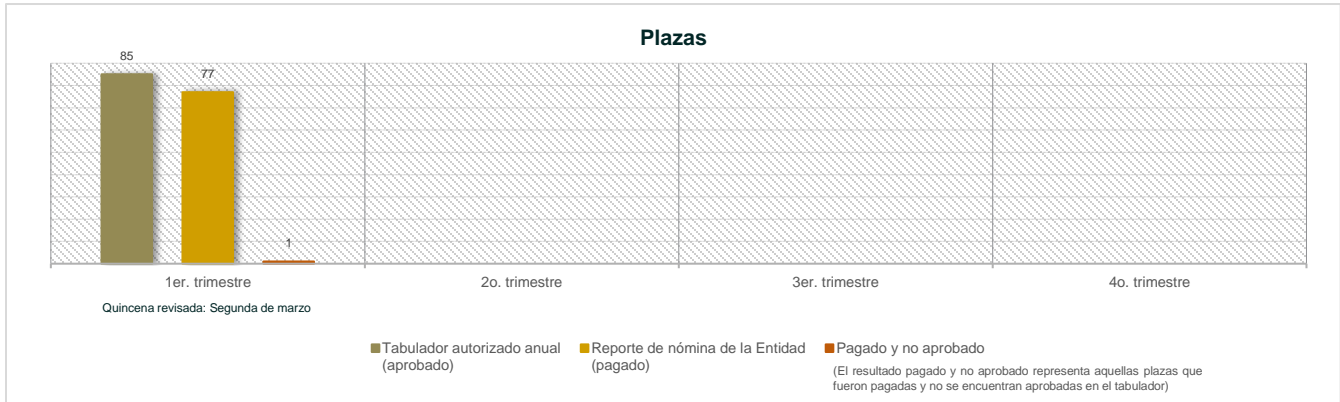 Plazas
85
77
1
1er. trimestre
2o. trimestre
3er. trimestre
4o. trimestre
Quincena revisada: Segunda de marzo
Tabulador autorizado anual
(aprobado)
Reporte de nómina de la Entidad
(pagado)
Pagado y no aprobado
(El resultado pagado y no aprobado representa aquellas plazas que
fueron pagadas y no se encuentran aprobadas en el tabulador)